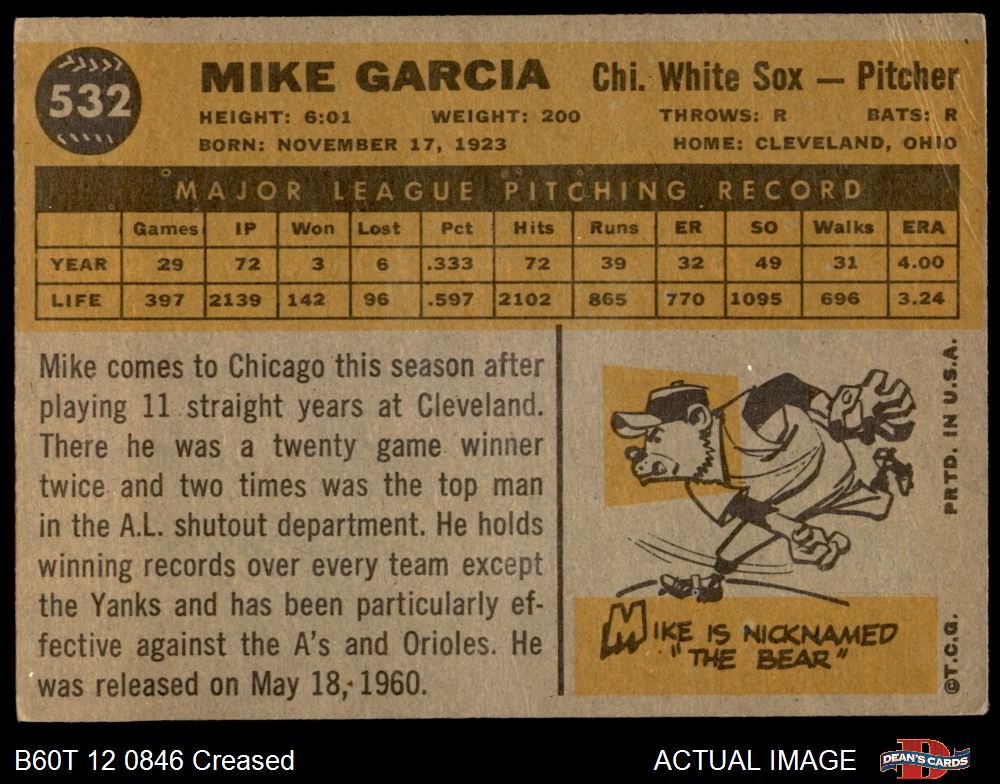 532
MIKE GARCIA Chi. White Sox — Pitcher
HEIGHT: 6:01 WEIGHT: 200 THROWS: R BATS: R
BORN: NOVEMBER 17, 1923 HOME: CLEVELAND, OHIO
MAJOR LEAGUE PITCHING RECORD
Games IP Won Lost Pct Hits Runs ER SO Walks ERA
YEAR 29 72 3 6 .333 72 39 32 49 31 4.00
LIFE 397 2139 142 96 .597 2102 865 770 1095 696 3.24
Mike comes to Chicago this season after
playing 11 straight years at Cleveland.
There he was a twenty game winner
twice and two times was the top man
in the A.L. shutout department. He holds
winning records over every team except
the Yanks and has been particularly ef-
fective against the A's and Orioles. He
was released on May 18, 1960.
MIKE IS NICKNAMED
"THE BEAR"
©T.C.G. PRTD. IN U.S.A.
B60T 12 0846 Creased ACTUAL IMAGE
D
DEAN'S CARDS